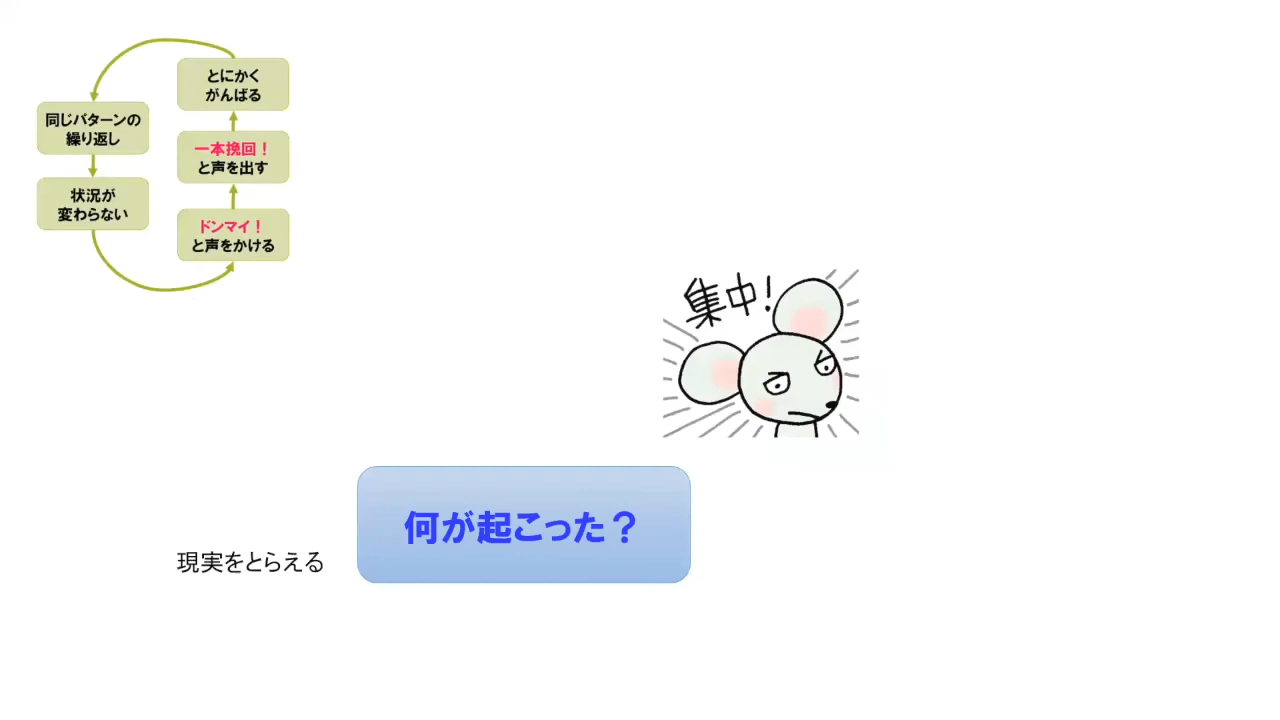 とにかく
がんばる
同じパターンの
繰り返し
一本挽回！
と声を出す
状況が
変わらない
ドンマイ！
と声をかける
集中！
何が起こった？
現実をとらえる